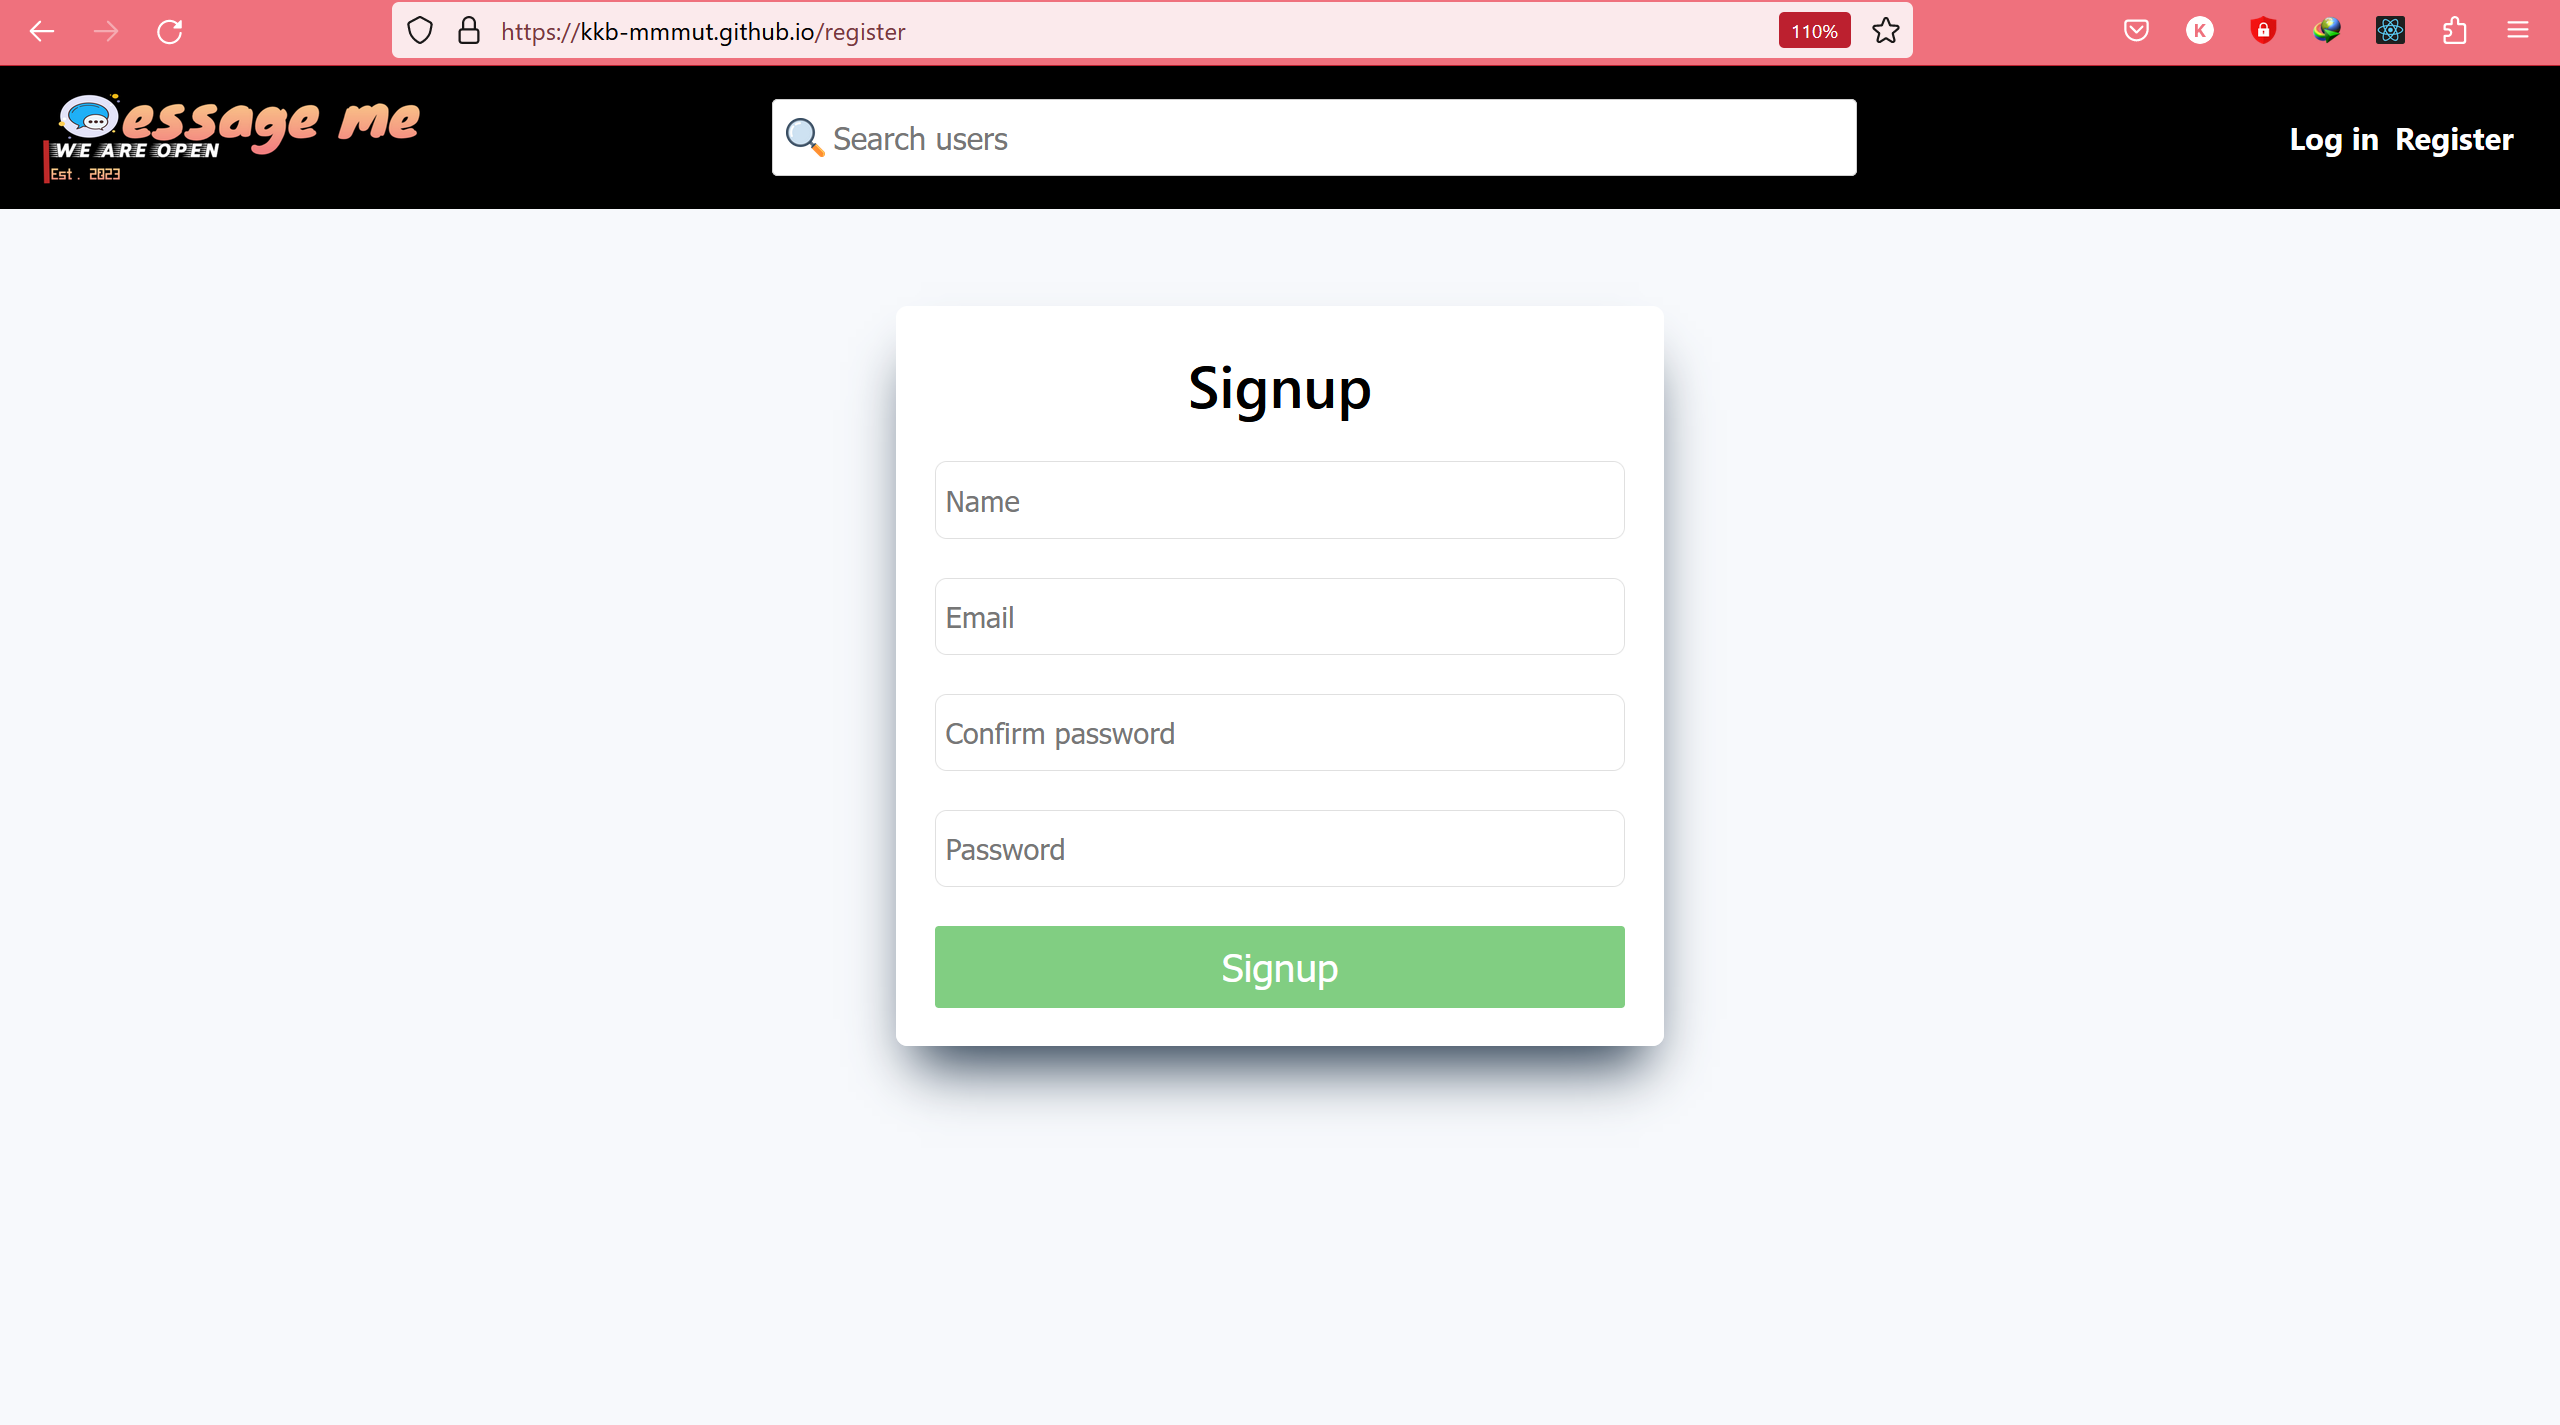 https://kkb-mmmut.github.io/register
110%
K
essage me
WE ARE OPEN
Est. 2023
Search users
Log in Register
Signup
Name
Email
Confirm password
Password
Signup